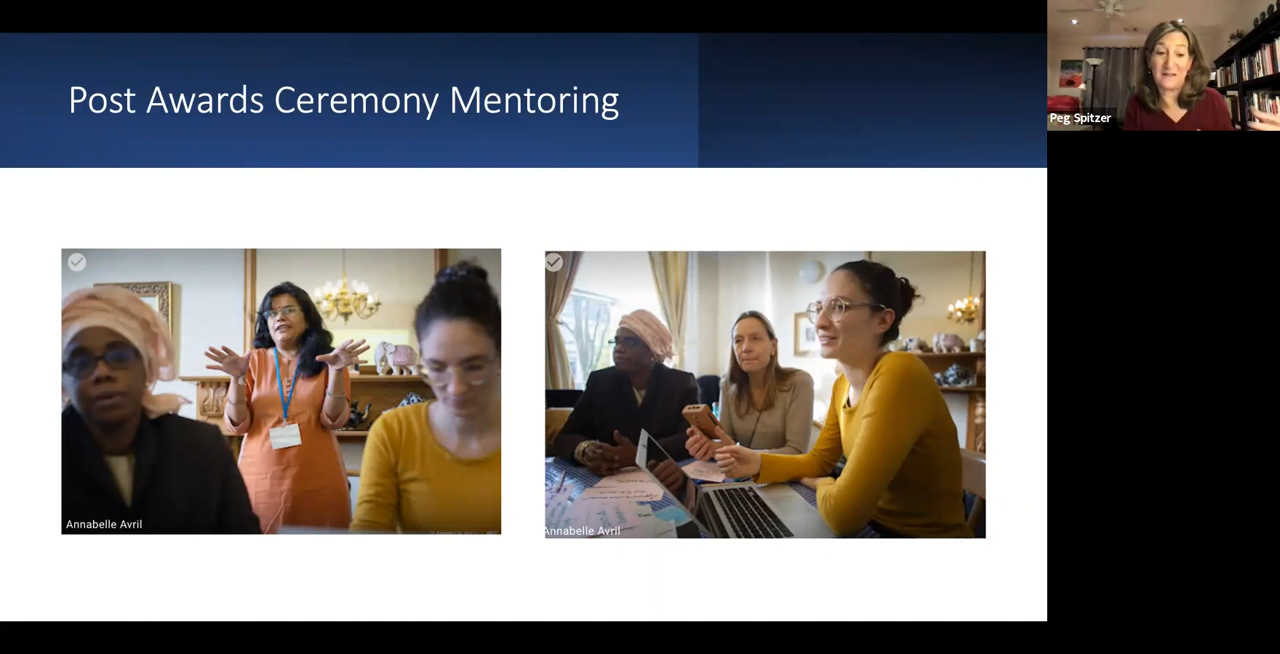 Post Awards Ceremony Mentoring
Peg Spitzer
Annabelle Avril
Annabelle Avril